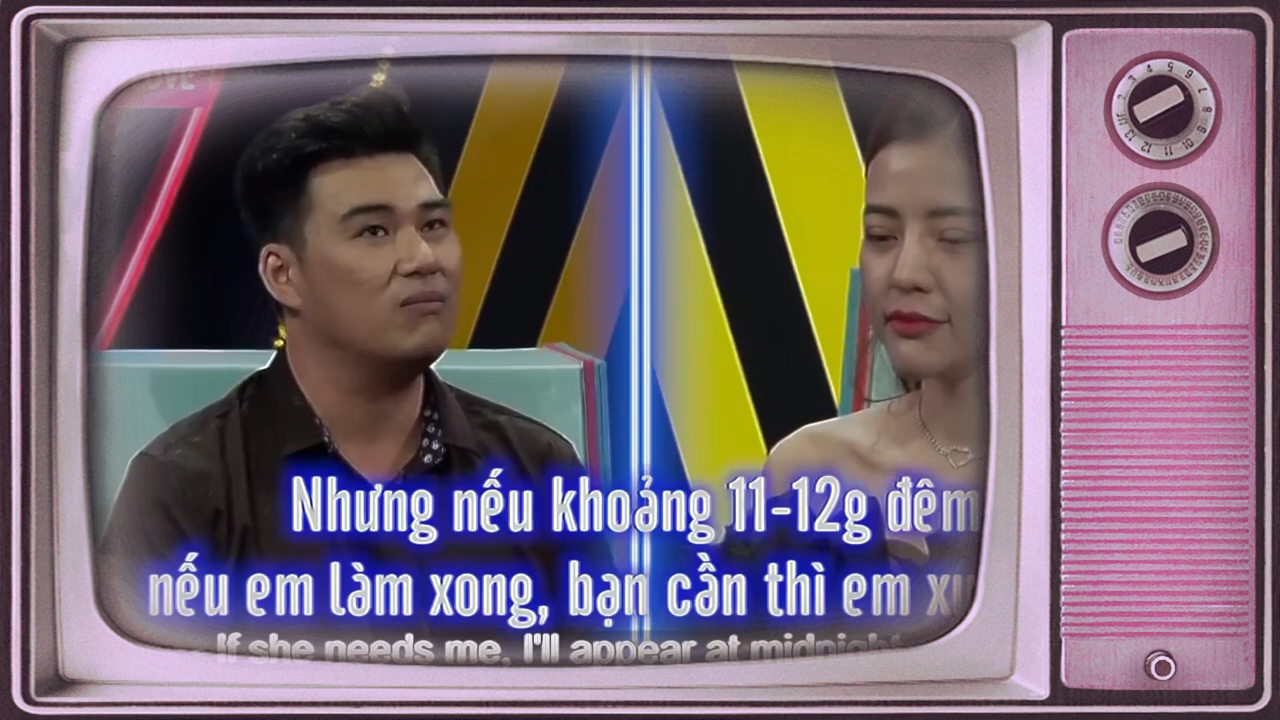 Nhưng nếu khoảng 11-12g đêm
nếu em làm xong, bạn cần thì em
If she needs me, I'll appear at midnight